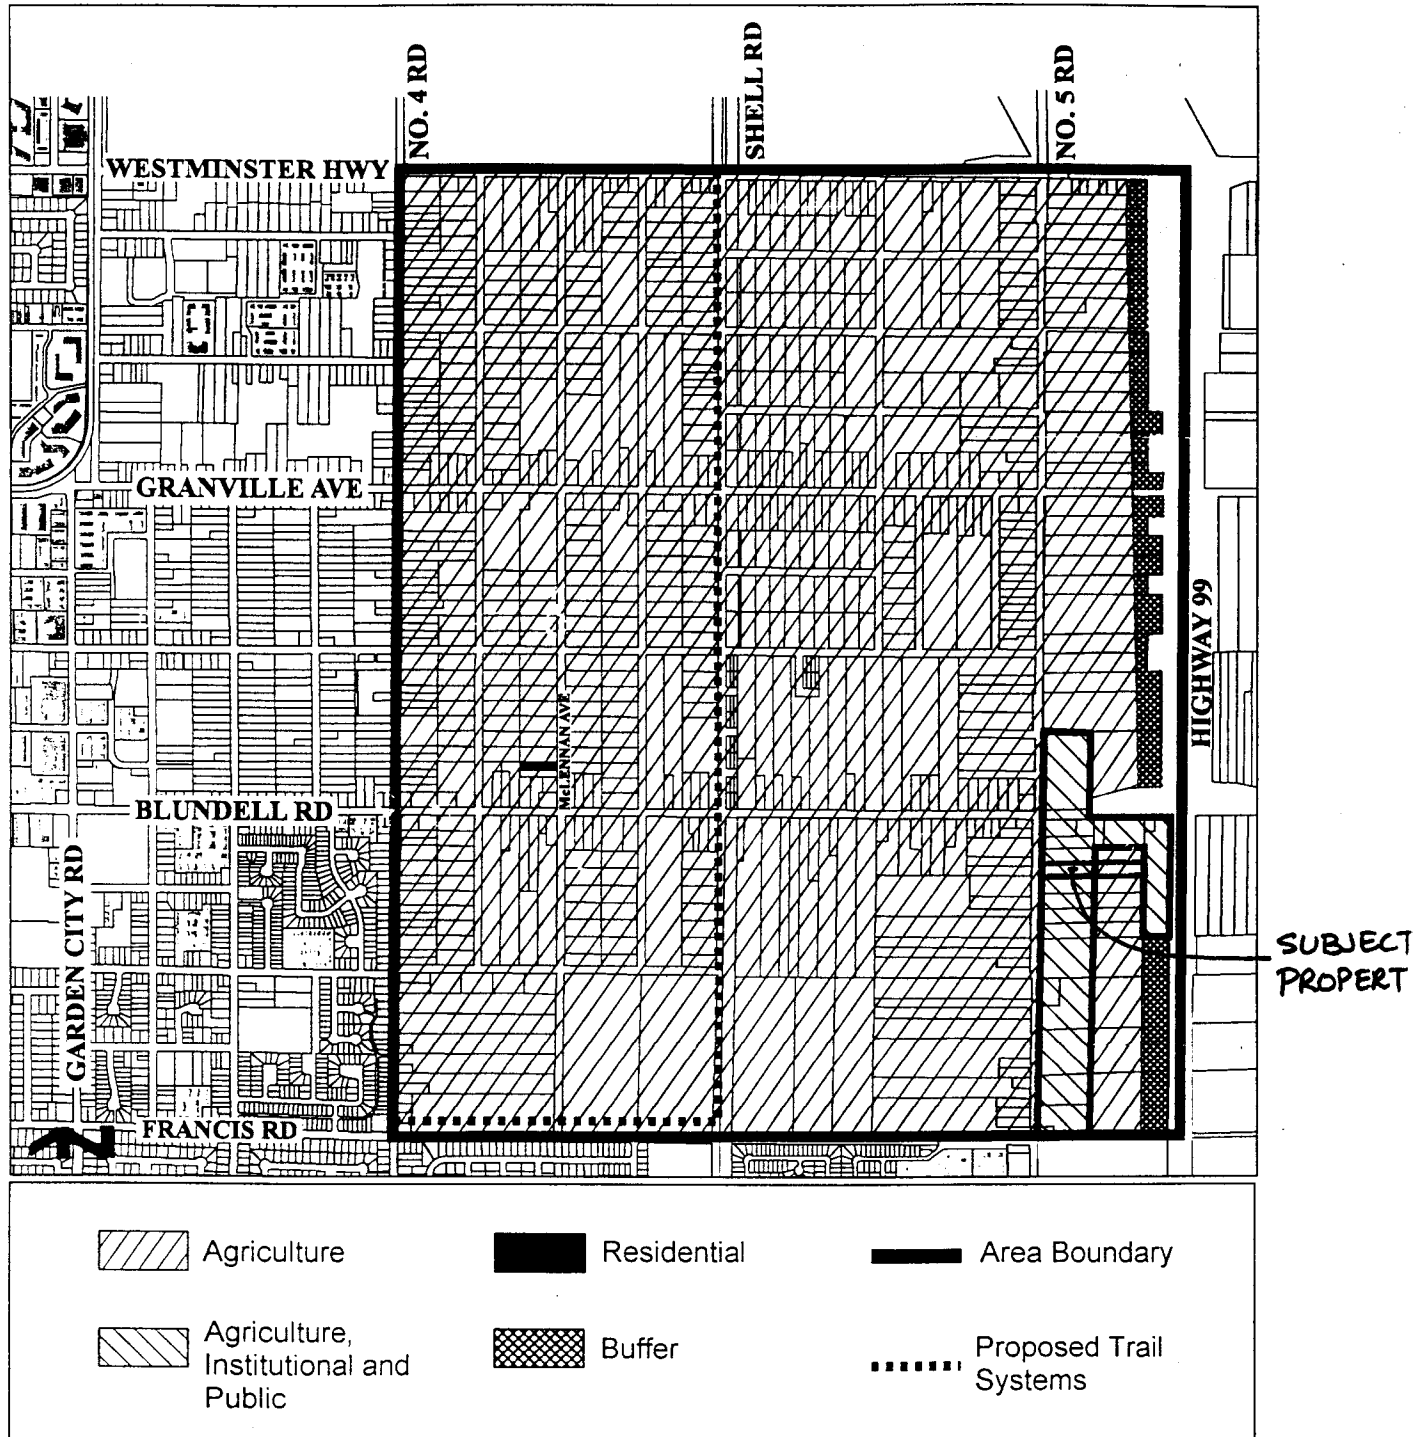 NO. 4 RD
SHELL RD
NO. 5 RD
WESTMINSTER HWY
GRANVILLE AVE
HIGHWAY 99
McLENNAN AVE
BLUNDELL RD
GARDEN CITY RD
SUBJECT
PROPERT
FRANCIS RD
Agriculture
Residential
Area Boundary
Agriculture,
Institutional and
Public
Buffer
Proposed Trail
Systems